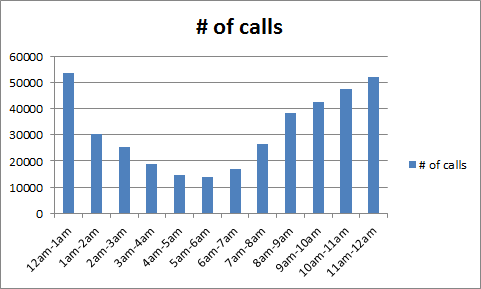 # of calls
60000
50000
40000
30000
20000
10000
0
# of calls
12am-1am
1am-2am
2am-3am
3am-4am
4am-5am
5am-6am
6am-7am
7am-8am
8am-9am
9am-10am
10am-11am
11am-12am